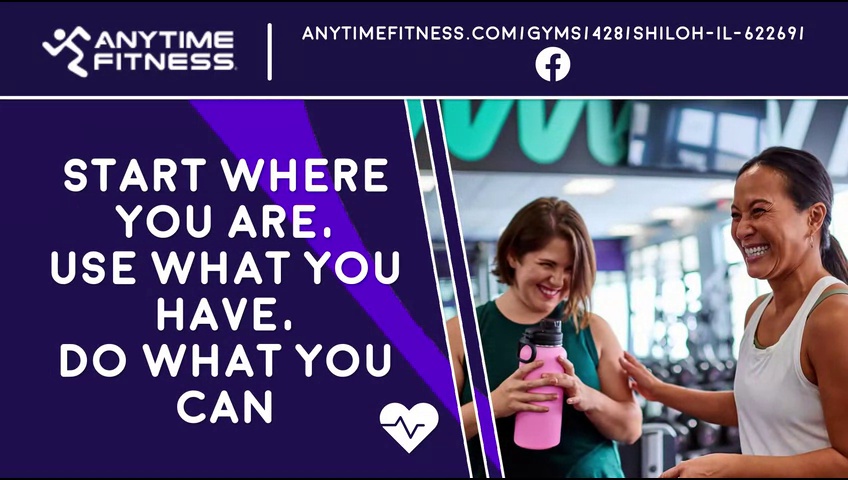 ANYTIME
FITNESS®
ANYTIMEFITNESS.COM/GYMS/428/SHILOH-IL-62269/
START WHERE
YOU ARE.
USE WHAT YOU
HAVE.
DO WHAT YOU
CAN